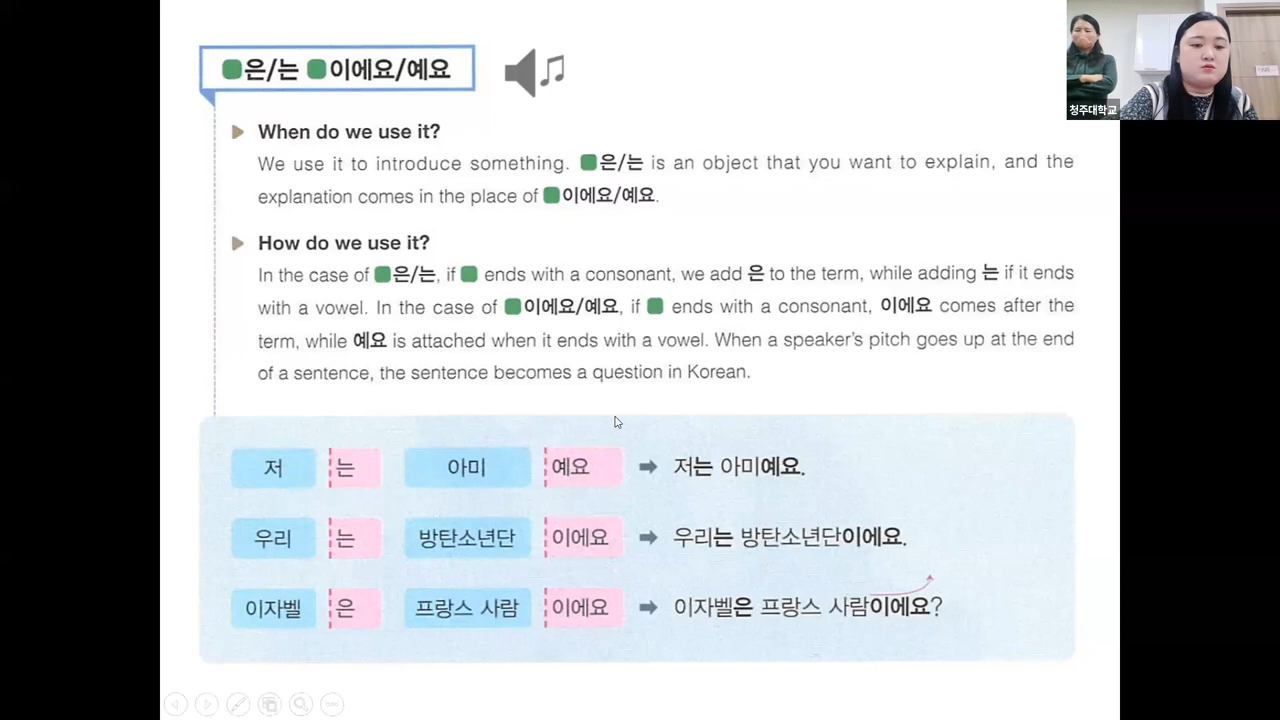 은/는 이에요/예요
청주대학교
When do we use it?
We use it to introduce something. 은/는 is an object that you want to explain, and the
explanation comes in the place of 이에요/예요.
How do we use it?
In the case of 은/는, if ends with a consonant, we add 은 to the term, while adding 는 if it ends
with a vowel. In the case of 이에요/예요, if ends with a consonant, 이에요 comes after the
term, while 예요 is attached when it ends with a vowel. When a speaker's pitch goes up at the end
of a sentence, the sentence becomes a question in Korean.
저 는 아미 예요 → 저는 아미예요.
우리 는 방탄소년단 이에요 → 우리는 방탄소년단이에요.
이자벨 은 프랑스 사람 이에요 → 이자벨은 프랑스 사람이에요?